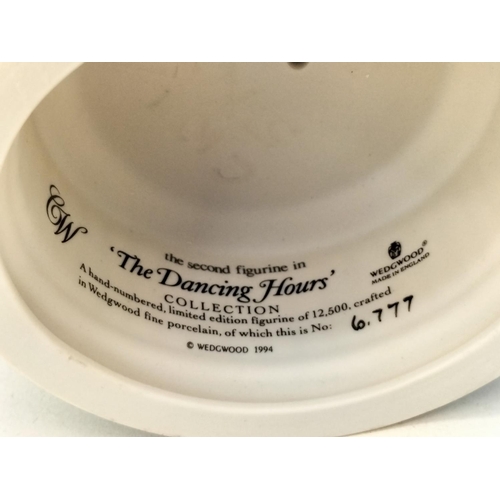 CW
the second figurine in
'The Dancing Hours'
COLLECTION
A hand-numbered, limited edition figurine of 12,500, crafted
in Wedgwood fine porcelain, of which this is No: 6.777
© WEDGWOOD 1994
WEDGWOOD®
MADE IN ENGLAND